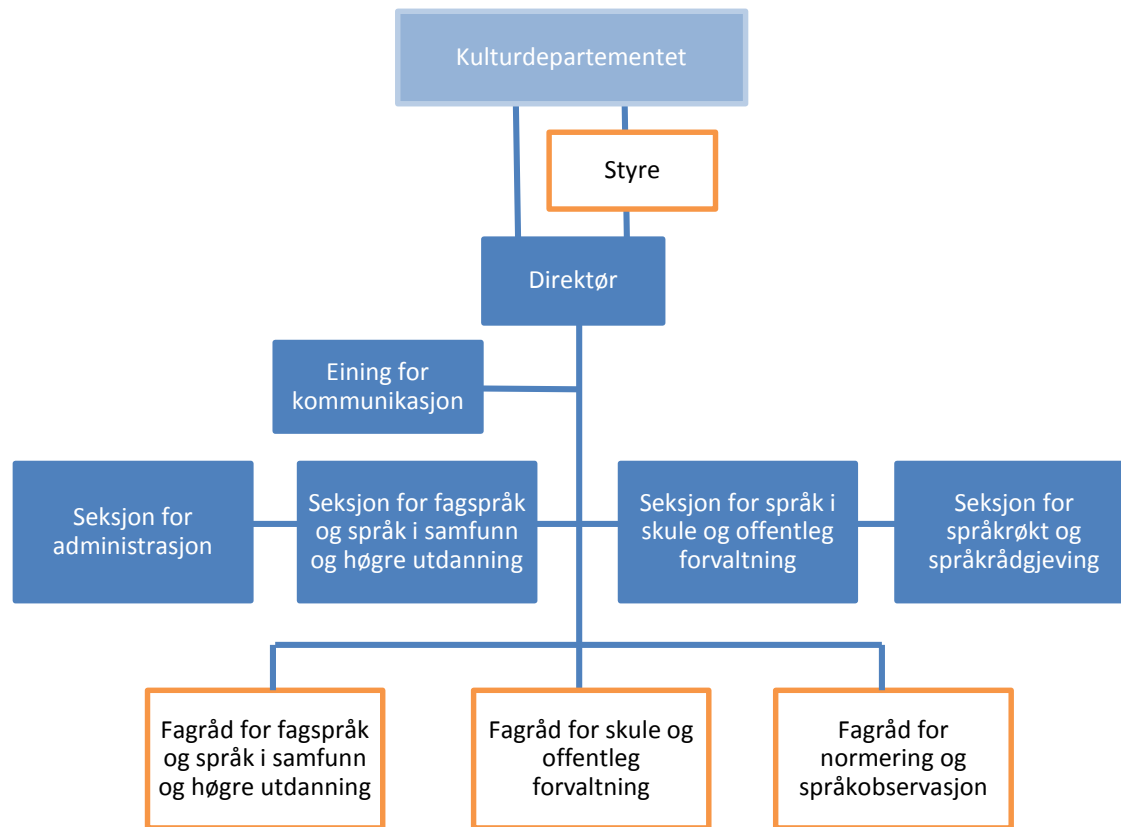 Kulturdepartementet
Styre
Direktør
Eining for
kommunikasjon
Seksjon for
administrasjon
Seksjon for fagspråk
og språk i samfunn
og høgre utdanning
Seksjon for språk i
skule og offentleg
forvaltning
Seksjon for
språkrøkt og
språkrådgjeving
Fagråd for fagspråk
og språk i samfunn
og høgre utdanning
Fagråd for skule og
offentleg
forvaltning
Fagråd for
normering og
språkobservasjon